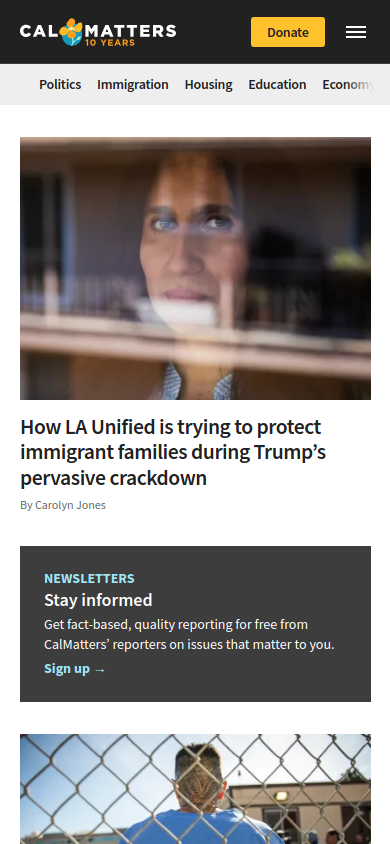 CALMATTERS
10 YEARS
Donate
Politics Immigration Housing Education Economy
How LA Unified is trying to protect
immigrant families during Trump’s
pervasive crackdown
By Carolyn Jones
NEWSLETTERS
Stay informed
Get fact-based, quality reporting for free from
CalMatters’ reporters on issues that matter to you.
Sign up →